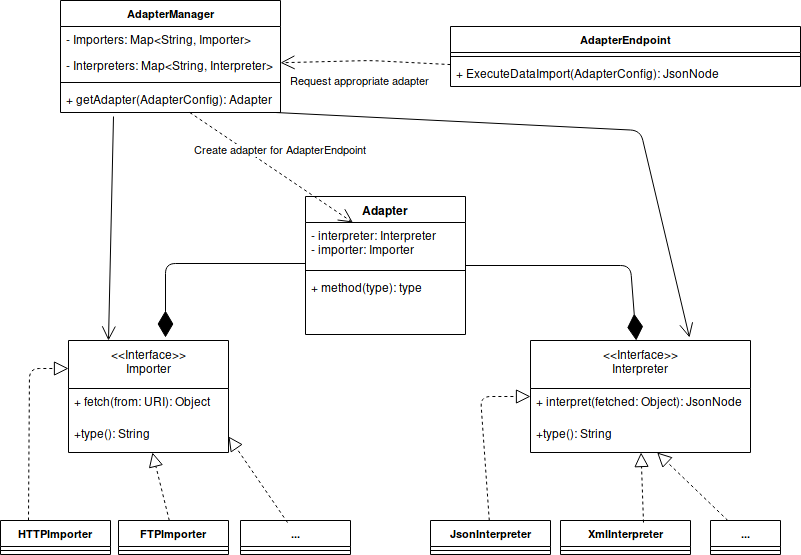 AdapterManager
- Importers: Map<String, Importer>
- Interpreters: Map<String, Interpreter>
+ getAdapter(AdapterConfig): Adapter
AdapterEndpoint
+ ExecuteDataImport(AdapterConfig): JsonNode
Request appropriate adapter
Create adapter for AdapterEndpoint
Adapter
- interpreter: Interpreter
- importer: Importer
+ method(type): type
<<Interface>>
Importer
+ fetch(from: URI): Object
+type(): String
<<Interface>>
Interpreter
+ interpret(fetched: Object): JsonNode
+type(): String
HTTPImporter
FTPImporter
...
JsonInterpreter
XmlInterpreter
...